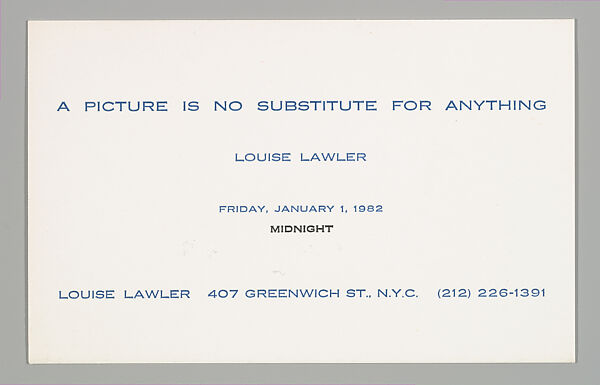 A PICTURE IS NO SUBSTITUTE FOR ANYTHING
LOUISE LAWLER
FRIDAY, JANUARY 1, 1982
MIDNIGHT
LOUISE LAWLER 407 GREENWICH ST., N.Y.C. (212) 226-1391